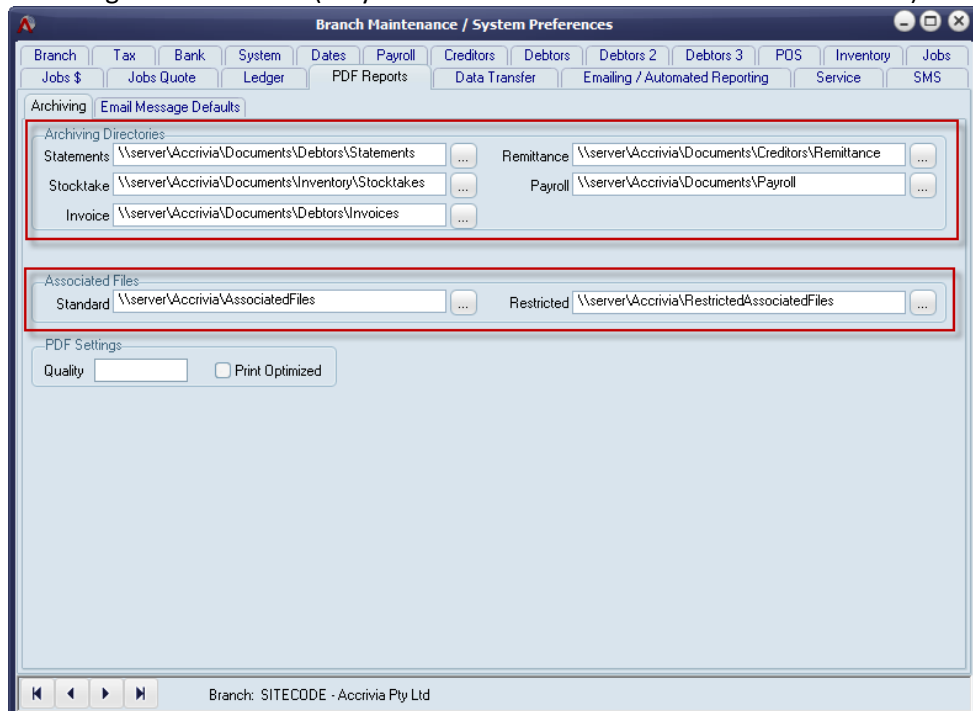 Branch Maintenance / System Preferences
Branch Tax Bank System Dates Payroll Creditors Debtors Debtors 2 Debtors 3 POS Inventory Jobs
Jobs $ Jobs Quote Ledger PDF Reports Data Transfer Emailing / Automated Reporting Service SMS
Archiving Email Message Defaults
Archiving Directories
Statements \\server\Accrivia\Documents\Debtors\Statements ... Remittance \\server\Accrivia\Documents\Creditors\Remittance ...
Stocktake \\server\Accrivia\Documents\Inventory\Stocktakes ... Payroll \\server\Accrivia\Documents\Payroll ...
Invoice \\server\Accrivia\Documents\Debtors\Invoices ...
Associated Files
Standard \\server\Accrivia\AssociatedFiles ... Restricted \\server\Accrivia\RestrictedAssociatedFiles ...
PDF Settings
Quality Print Optimized
Branch: SITECODE - Accrivia Pty Ltd